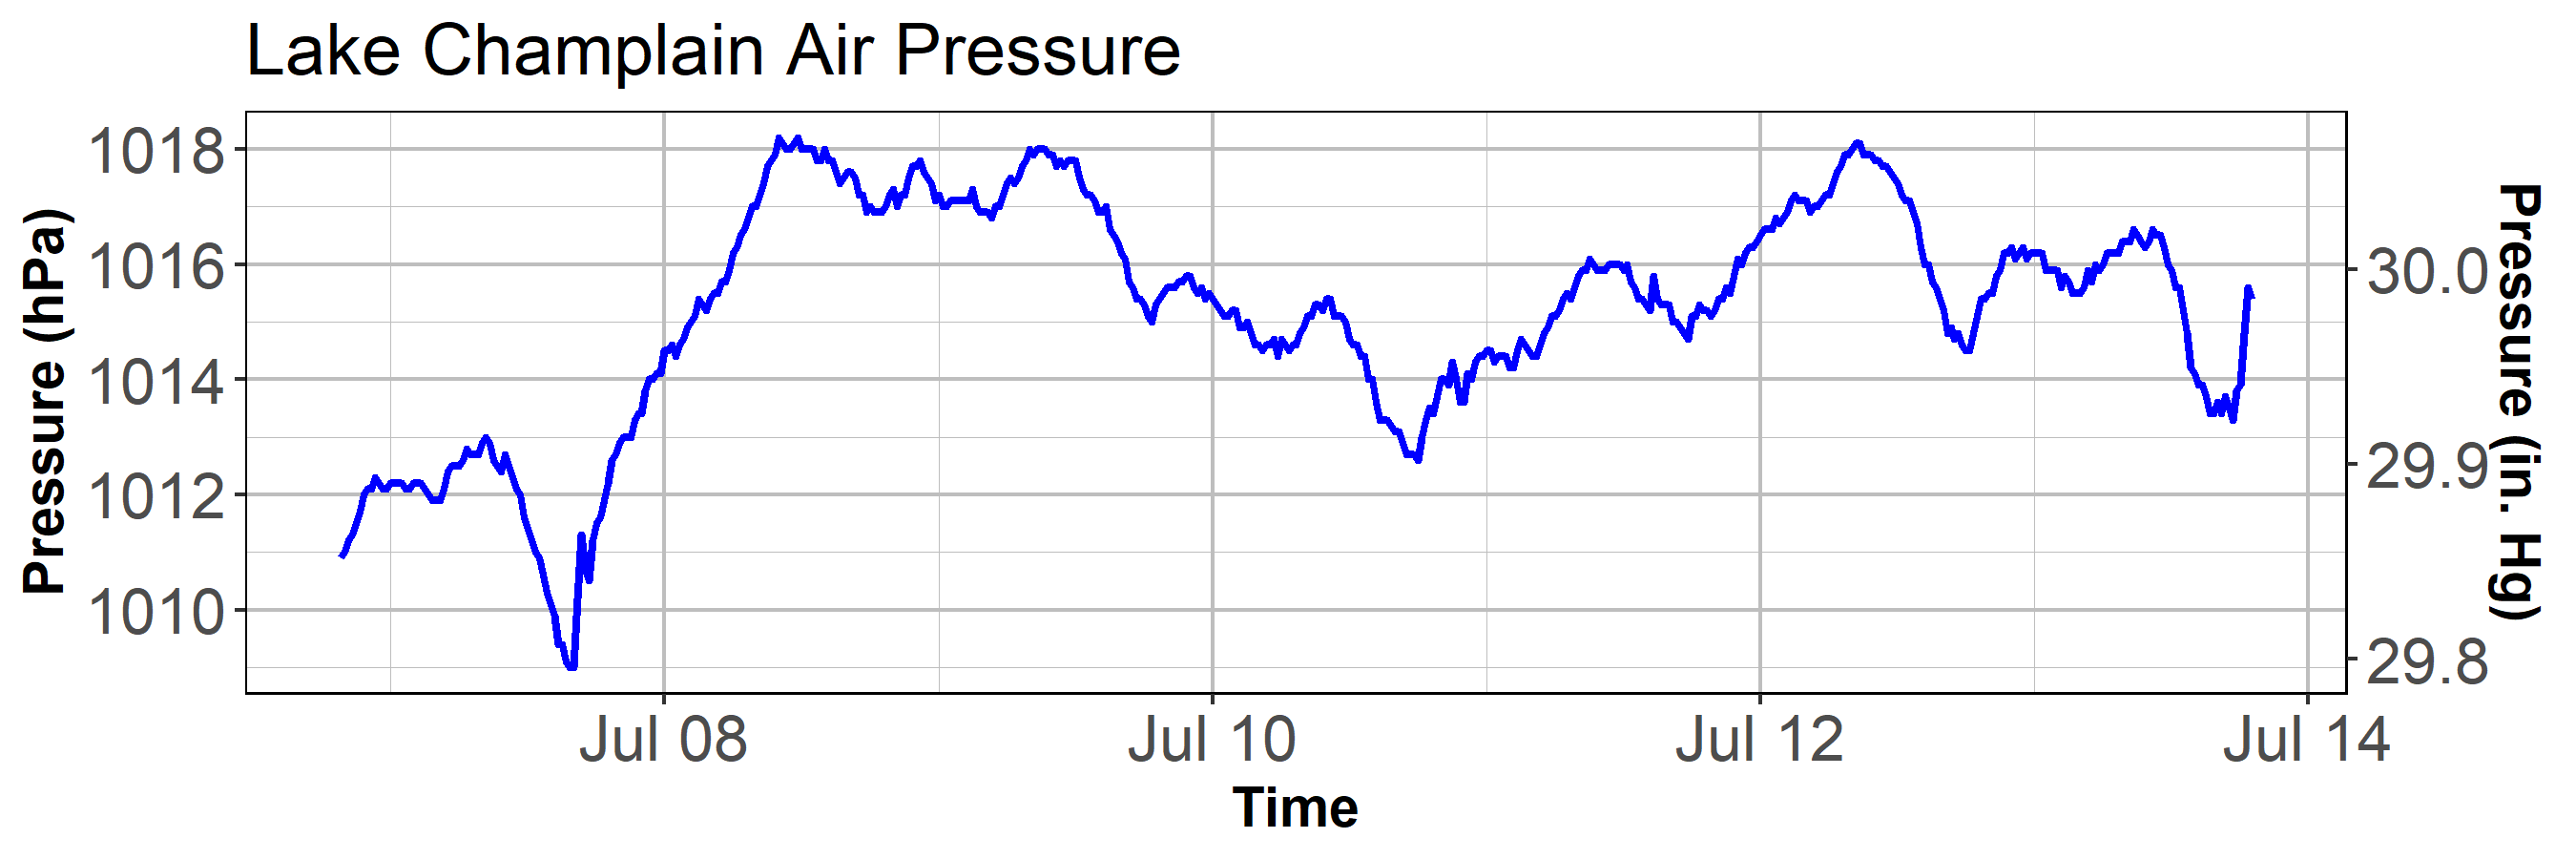 Lake Champlain Air Pressure
1018
1016
1014
1012
1010
Pressure (hPa)
30.0
29.9
29.8
Pressure (in. Hg)
Jul 08
Jul 10
Jul 12
Jul 14
Time